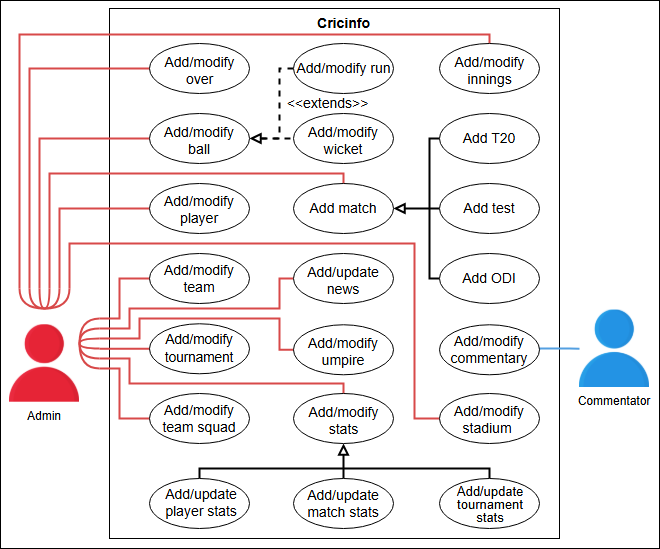 Cricinfo
Add/modify
over
Add/modify run
Add/modify
innings
<<extends>>
Add/modify
ball
Add/modify
wicket
Add T20
Add/modify
player
Add match
Add test
Add/modify
team
Add/update
news
Add ODI
Add/modify
tournament
Add/modify
umpire
Add/modify
commentary
Admin
Commentator
Add/modify
team squad
Add/modify
stats
Add/modify
stadium
Add/update
player stats
Add/update
match stats
Add/update
tournament
stats